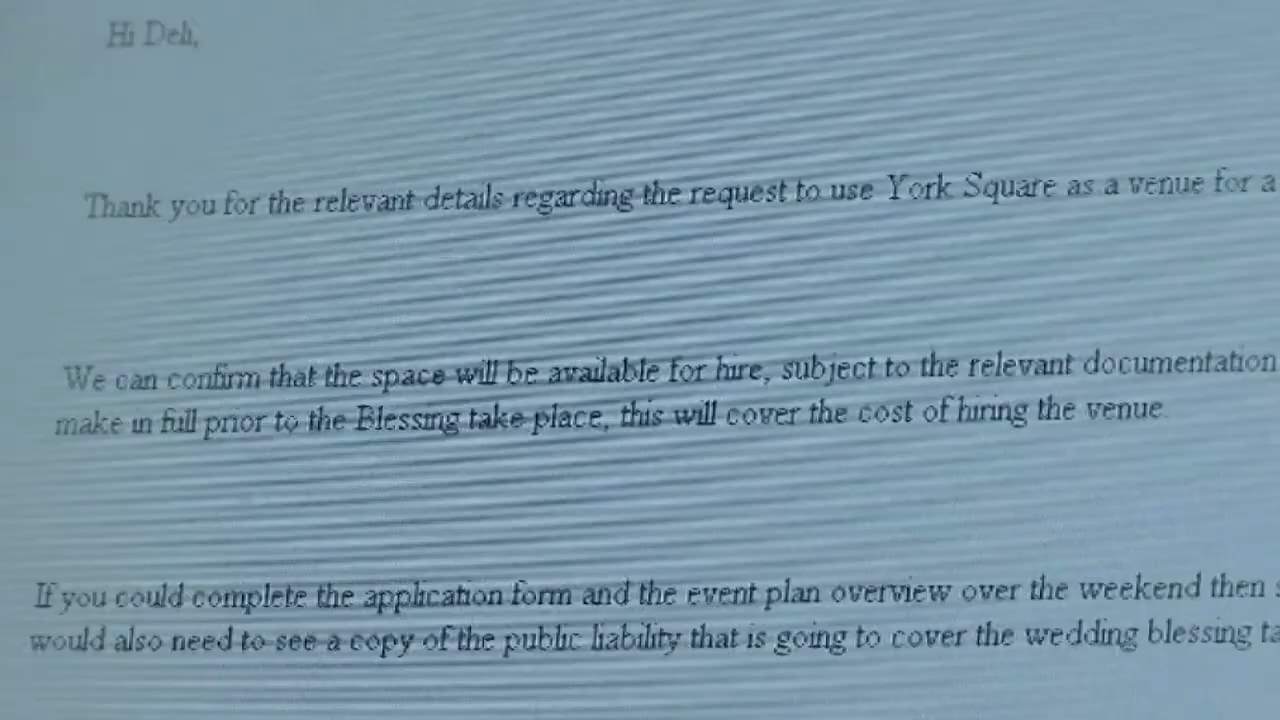 Hi Deh,
Thank you for the relevant details regarding the request to use York Square as a venue for a
We can confirm that the space will be available for hire, subject to the relevant documentation
make in full prior to the Blessing take place, this will cover the cost of hiring the venue.
If you could complete the application form and the event plan overview over the weekend then
would also need to see a copy of the public liability that is going to cover the wedding blessing